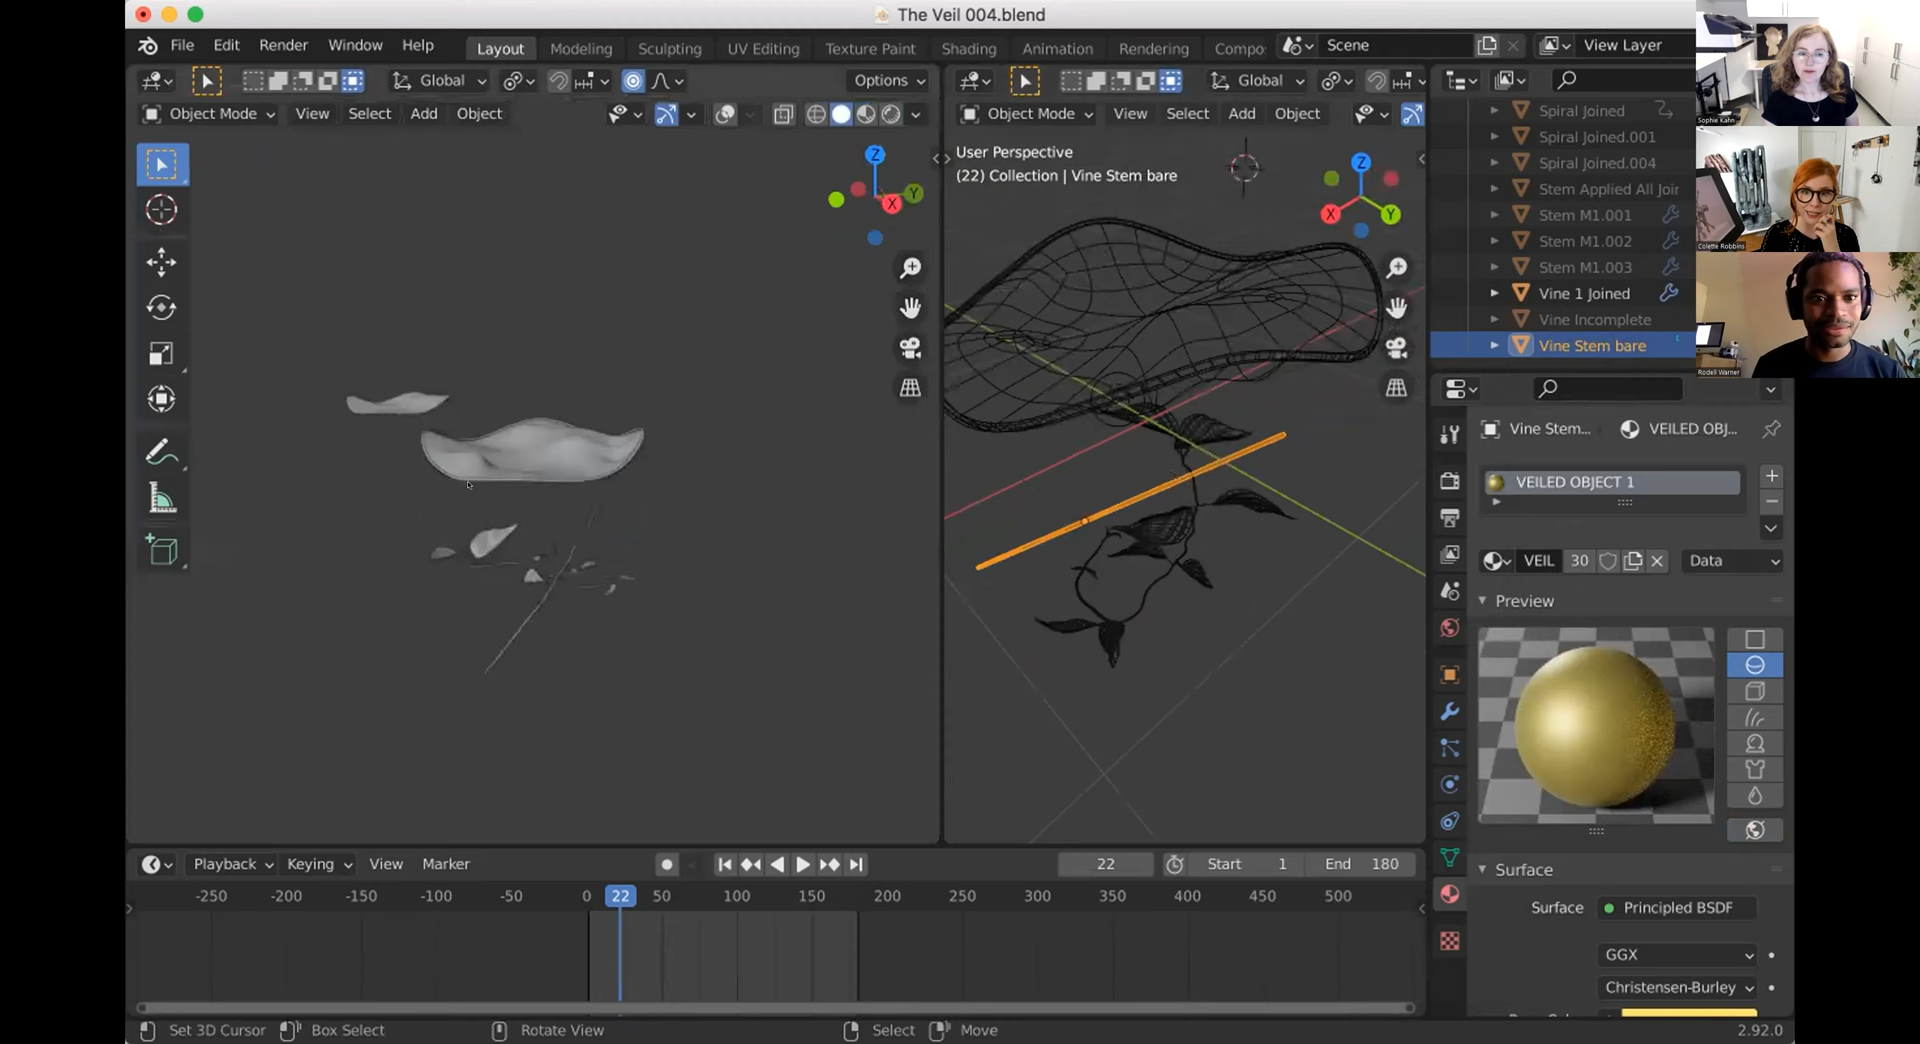 The Veil 004.blend
File Edit Render Window Help Layout Modeling Sculpting UV Editing Texture Paint Shading Animation Rendering Compo Scene View Layer
Global Options Global
Object Mode View Select Add Object Object Mode View Select Add Object
User Perspective
(22) Collection | Vine Stem bare
Z Y X
Z X Y
Spiral Joined
Spiral Joined.001
Spiral Joined.004
Stem Applied All Joir
Stem M1.001
Stem M1.002
Stem M1.003
Vine 1 Joined
Vine Incomplete
Vine Stem bare
Sophie Kahn
Colette Robbins
Rodell Warner
Vine Stem... VEILED OBJ...
VEILED OBJECT 1
VEIL 30 Data
Preview
Surface
Surface Principled BSDF
GGX
Christensen-Burley
Playback Keying View Marker 22 Start 1 End 180
-250 -200 -150 -100 -50 0 22 50 100 150 200 250 300 350 400 450 500
Set 3D Cursor Box Select Rotate View Select Move 2.92.0